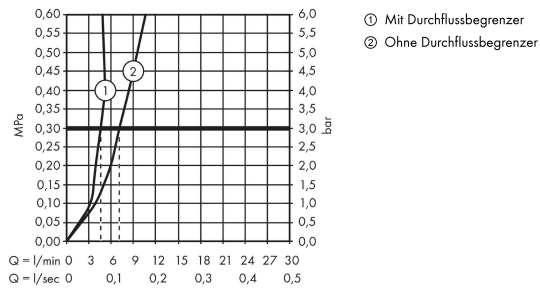 0,60 6,0
0,55 5,5
0,50 5,0
0,45 4,5
0,40 4,0
0,35 3,5
0,30 3,0
0,25 2,5
0,20 2,0
0,15 1,5
0,10 1,0
0,05 0,5
0,00 0,0
MPa
bar
1
2
Q = l/min 0 3 6 9 12 15 18 21 24 27 30
Q = l/sec 0 0,1 0,2 0,3 0,4 0,5
1 Mit Durchflussbegrenzer
2 Ohne Durchflussbegrenzer